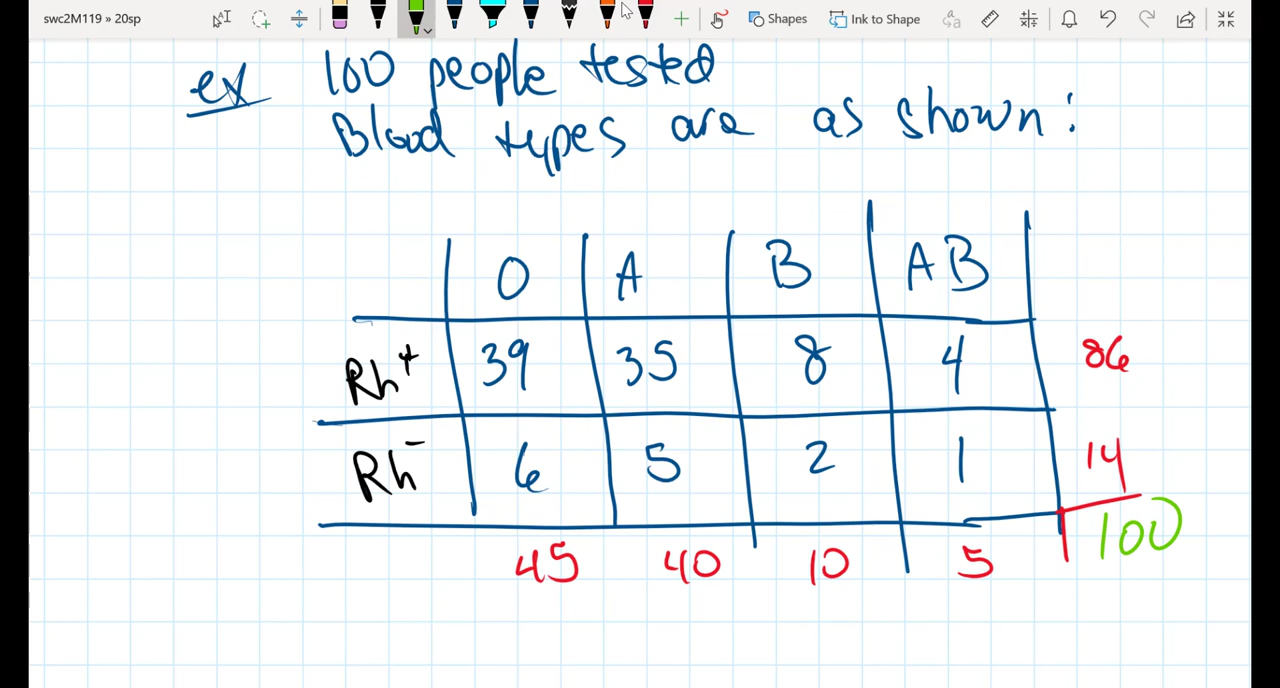 swc2M119 » 20sp
Shapes
Ink to Shape
ex 100 people tested
Blood types are as shown:
O A B AB
Rh+ 39 35 8 4 86
Rh- 6 5 2 1 14
45 40 10 5 100